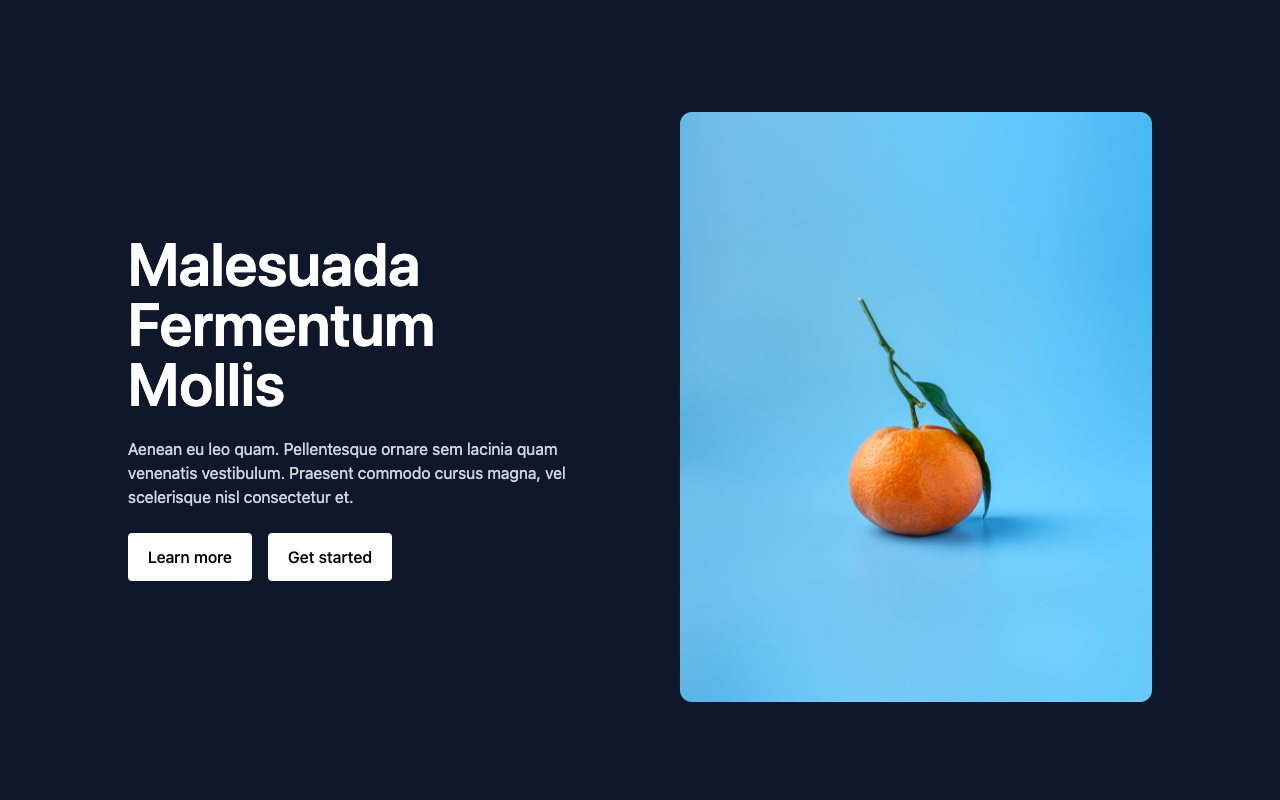 Malesuada
Fermentum
Mollis
Aenean eu leo quam. Pellentesque ornare sem lacinia quam
venenatis vestibulum. Praesent commodo cursus magna, vel
scelerisque nisl consectetur et.
Learn more
Get started